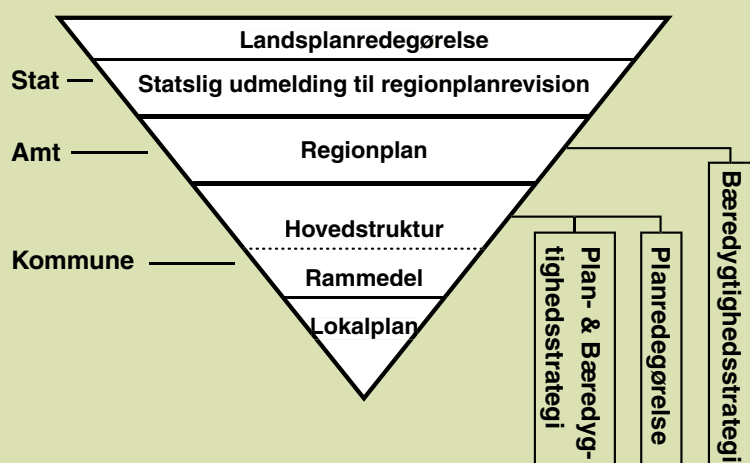 Landsplanredegørelse
Stat
Statslig udmelding til regionplanrevision
Amt
Regionplan
Hovedstruktur
Kommune
Rammedel
Lokalplan
Plan- & Bæredyg-
tighedsstrategi
Planredegørelse
Bæredygtighedsstrategi